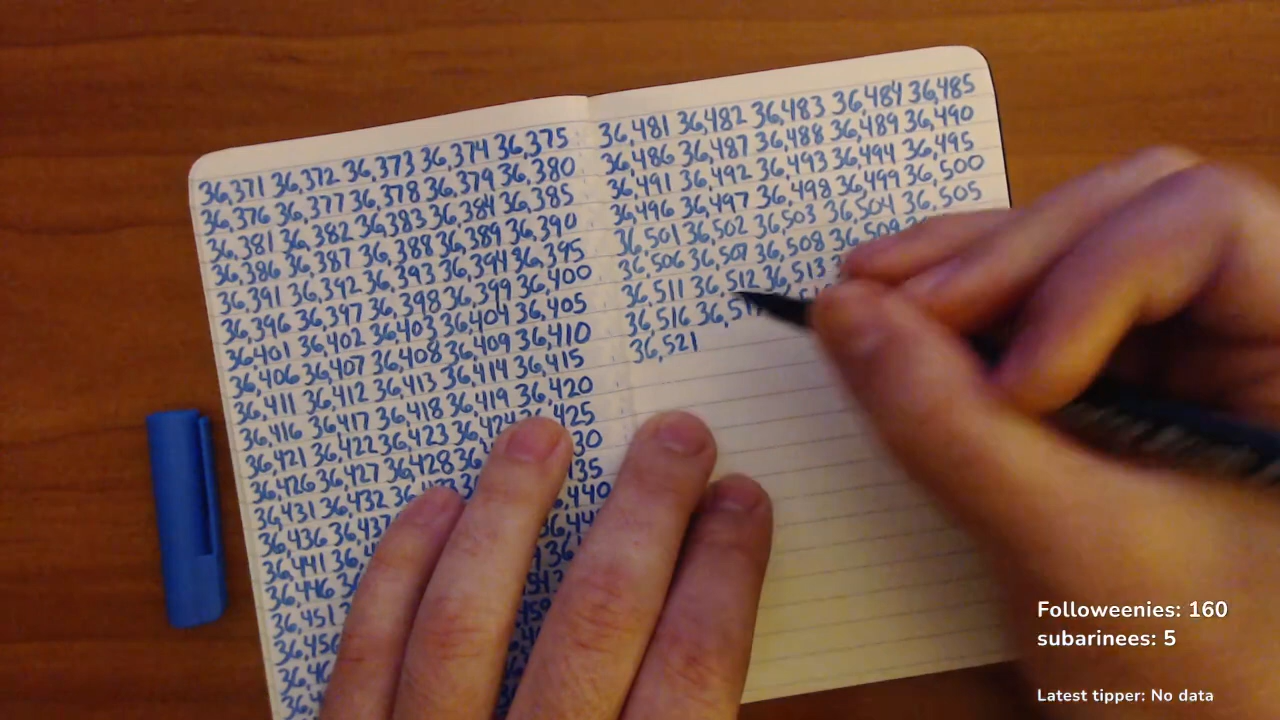 36,371 36,372 36,373 36,374 36,375
36,376 36,377 36,378 36,379 36,380
36,381 36,382 36,383 36,384 36,385
36,386 36,387 36,388 36,389 36,390
36,391 36,392 36,393 36,394 36,395
36,396 36,397 36,398 36,399 36,400
36,401 36,402 36,403 36,404 36,405
36,406 36,407 36,408 36,409 36,410
36,411 36,412 36,413 36,414 36,415
36,416 36,417 36,418 36,419 36,420
36,421 36,422 36,423 425
36,426 36,427 36,428
36,431 36,432
36,436 36,437
36,441
36,446
36,451
36,481 36,482 36,483 36,484 36,485
36,486 36,487 36,488 36,489 36,490
36,491 36,492 36,493 36,494 36,495
36,496 36,497 36,498 36,499 36,500
36,501 36,502 36,503 36,504 36,505
36,506 36,507 36,508 36,509
36,511 36,512 36,513
36,516
36,521
Followeenies: 160
subarinees: 5
Latest tipper: No data